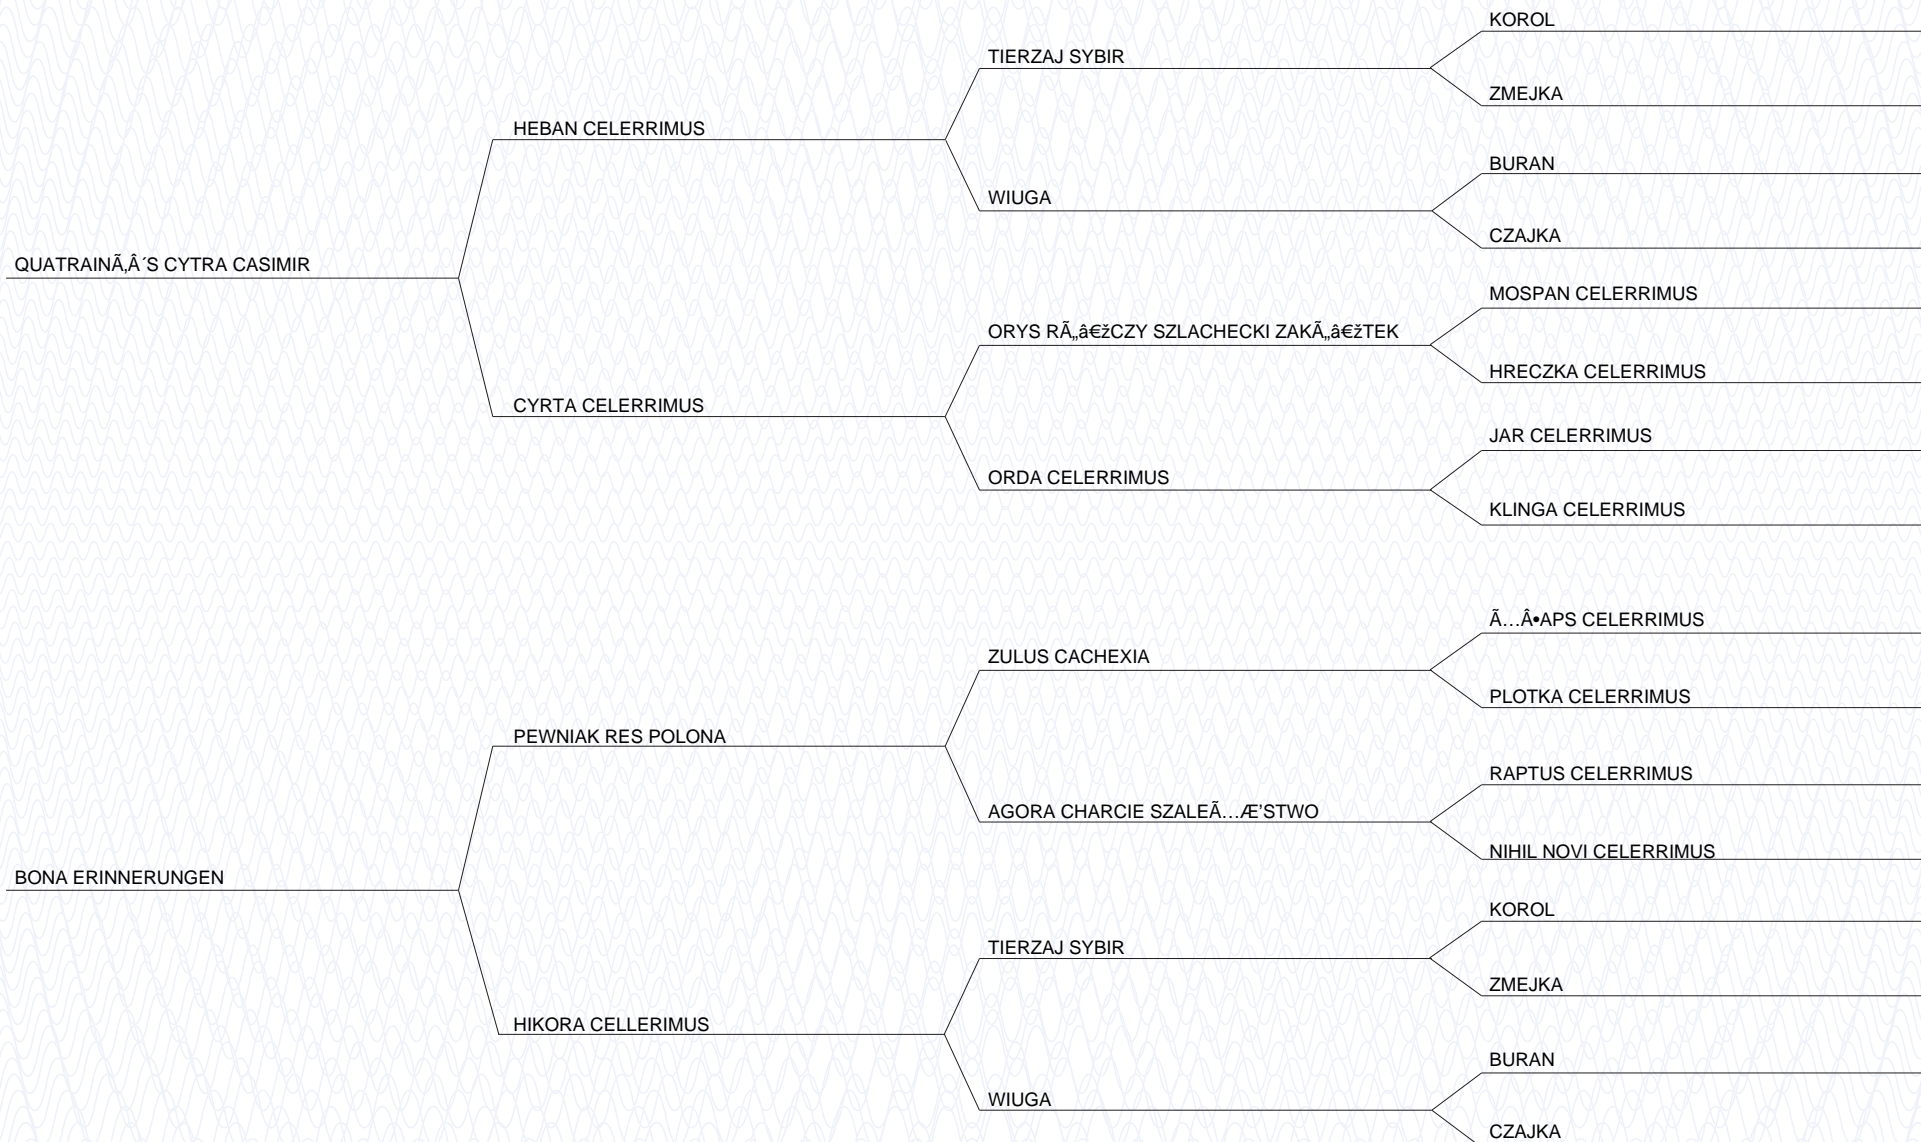 KOROL
TIERZAJ SYBIR
ZMEJKA
HEBAN CELERRIMUS
BURAN
WIUGA
CZAJKA
QUATRAINÃ‚Â´S CYTRA CASIMIR
MOSPAN CELERRIMUS
ORYS RÃ„â€žCZY SZLACHECKI ZAKÃ„â€žTEK
HRECZKA CELERRIMUS
CYRTA CELERRIMUS
JAR CELERRIMUS
ORDA CELERRIMUS
KLINGA CELERRIMUS
Ã…Â•APS CELERRIMUS
ZULUS CACHEXIA
PLOTKA CELERRIMUS
PEWNIAK RES POLONA
RAPTUS CELERRIMUS
AGORA CHARCIE SZALEÃ…Æ’STWO
NIHIL NOVI CELERRIMUS
BONA ERINNERUNGEN
KOROL
TIERZAJ SYBIR
ZMEJKA
HIKORA CELLERIMUS
BURAN
WIUGA
CZAJKA